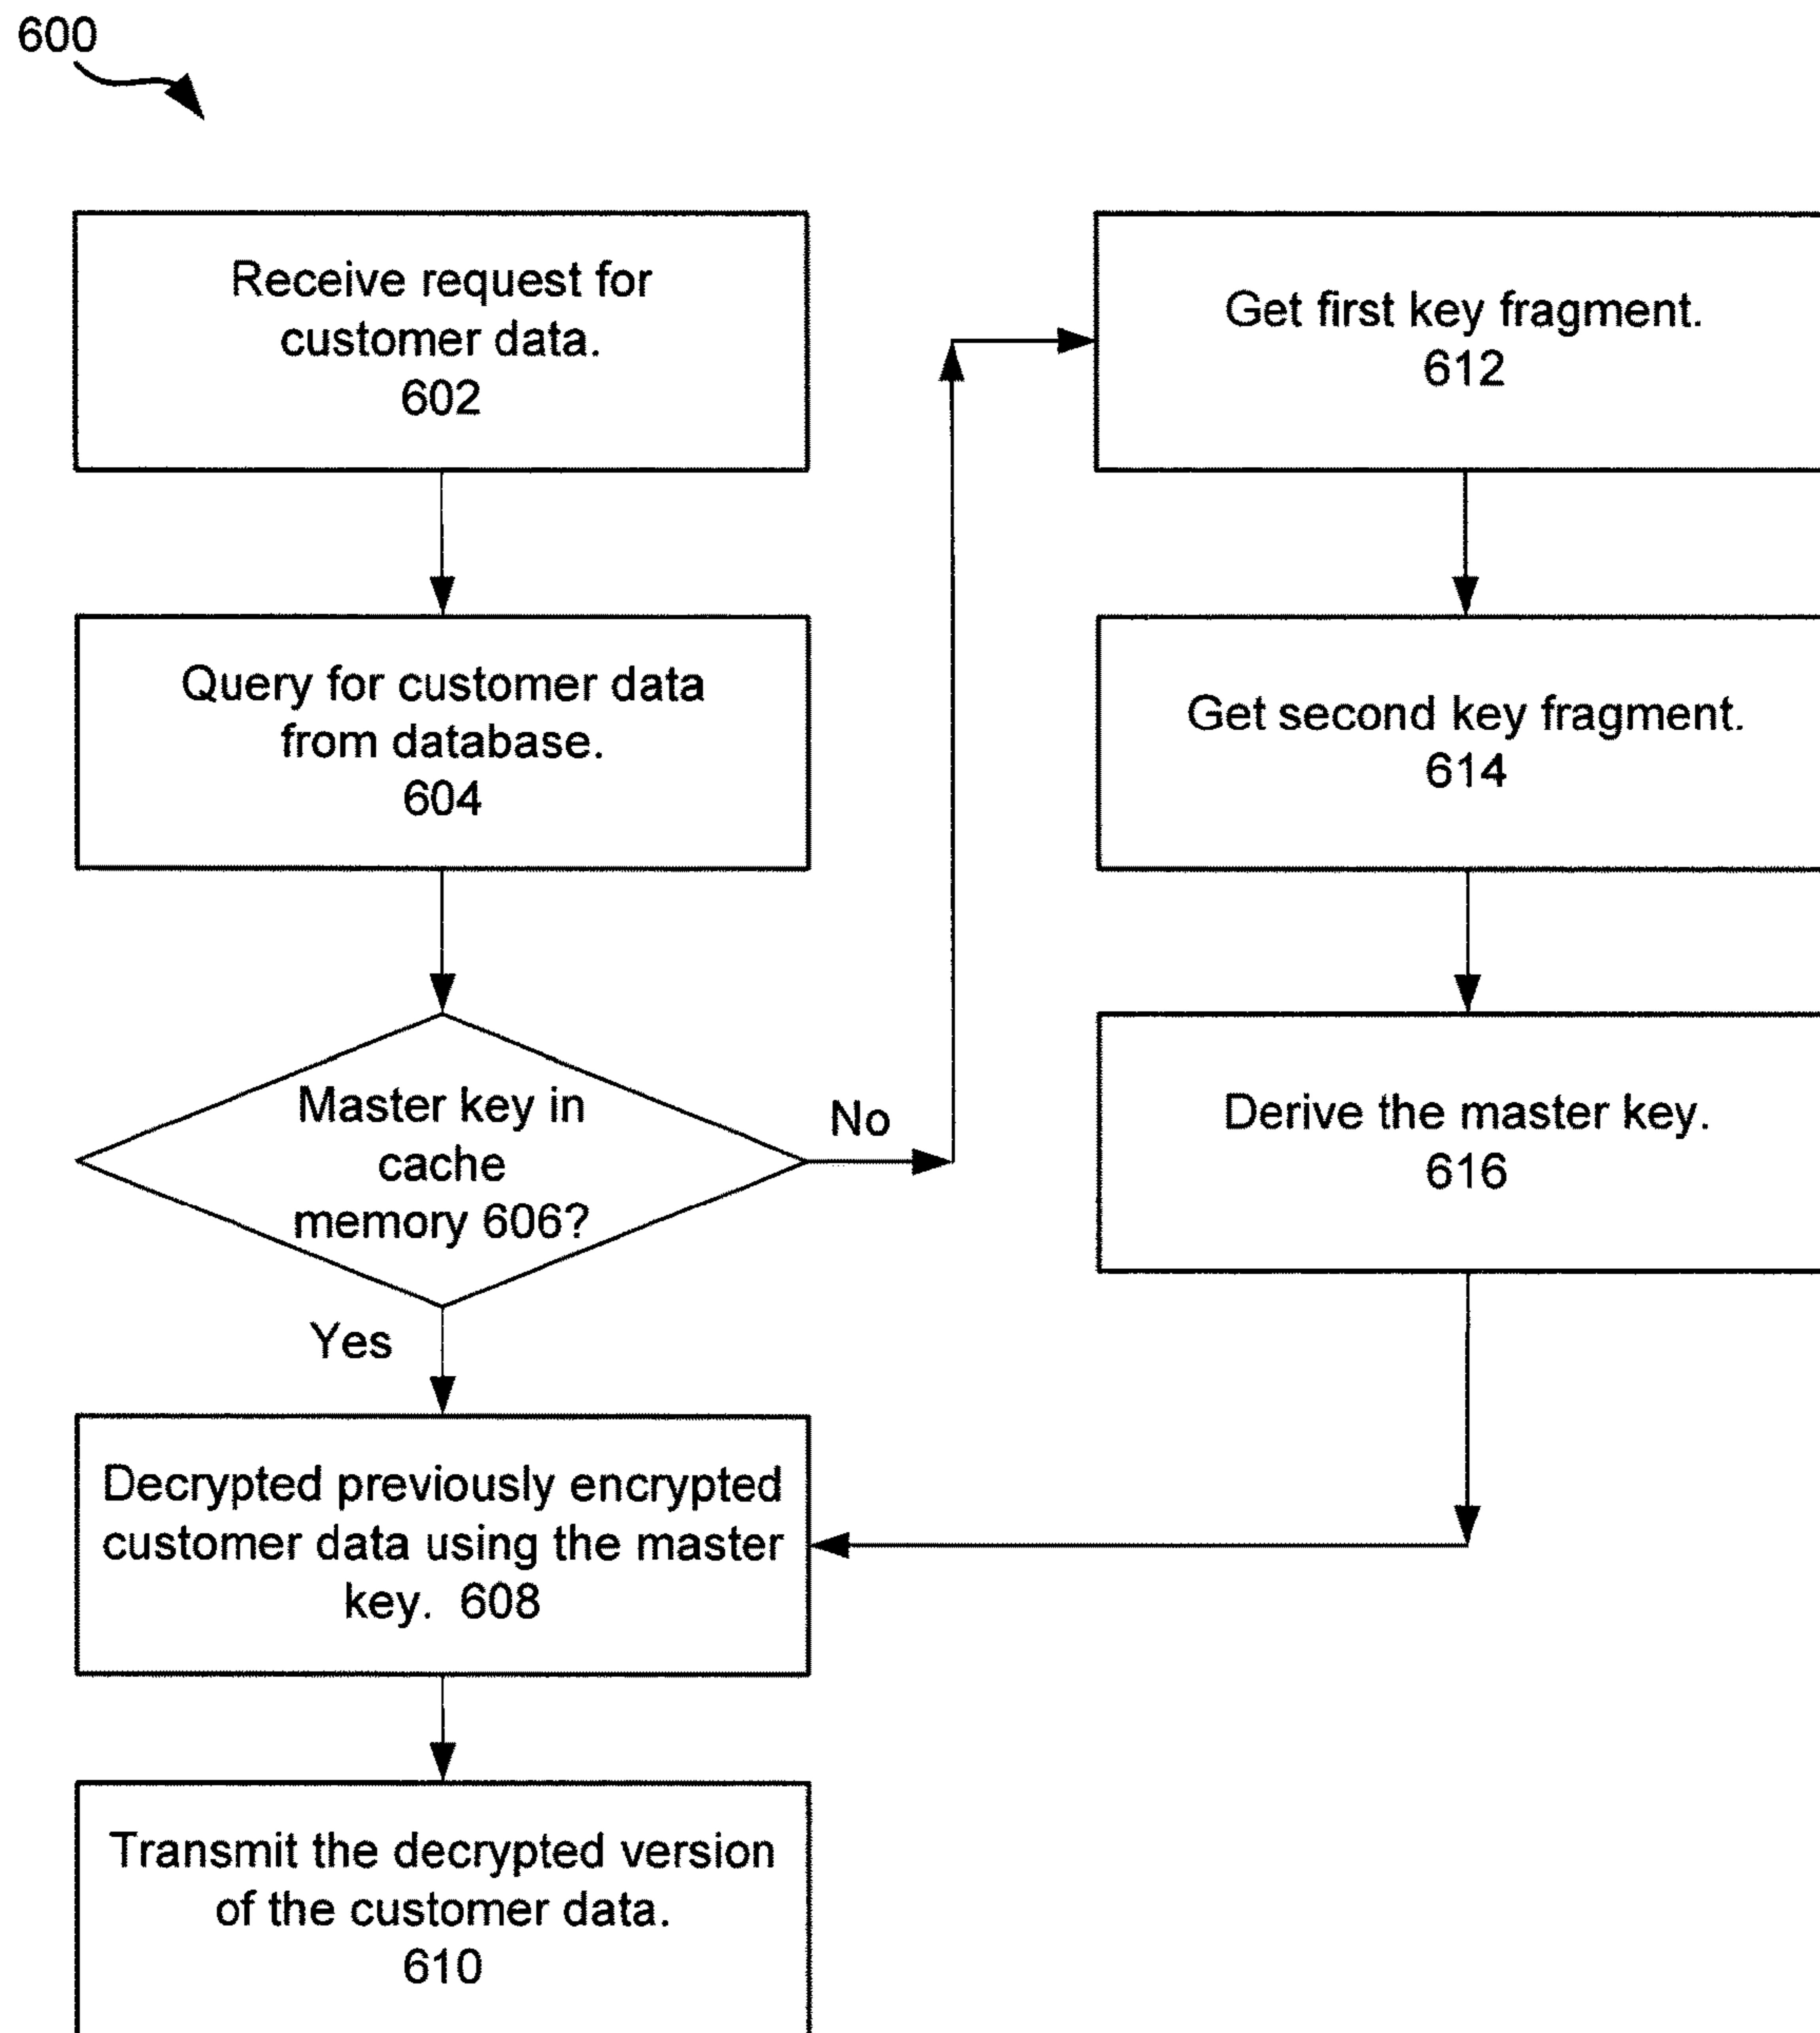 600
Receive request for
customer data.
602
Query for customer data
from database.
604
Master key in
cache
memory 606?
No
Yes
Decrypted previously encrypted
customer data using the master
key. 608
Transmit the decrypted version
of the customer data.
610
Get first key fragment.
612
Get second key fragment.
614
Derive the master key.
616